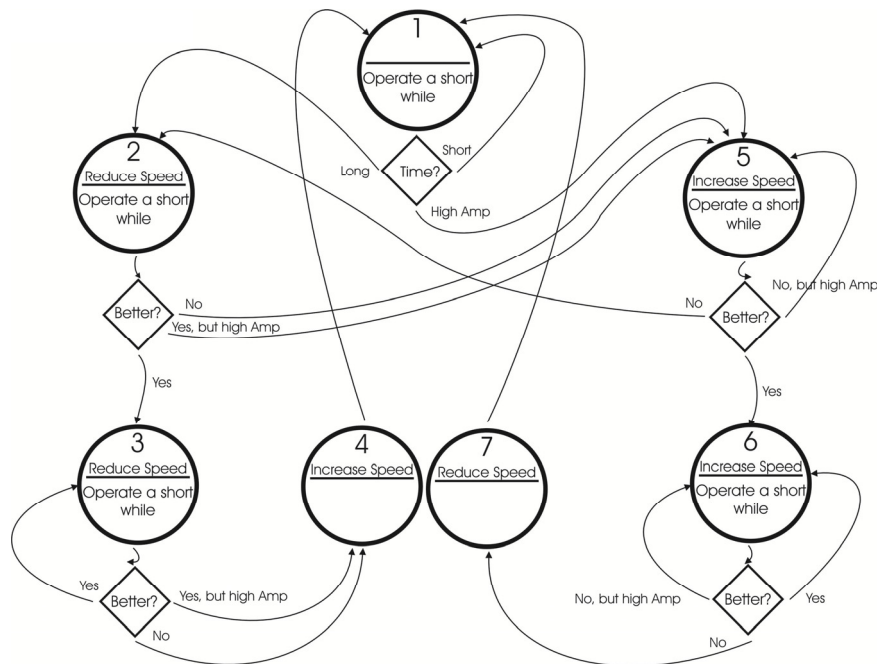 1
Operate a short
while
Time?
Short
Long
High Amp
2
Reduce Speed
Operate a short
while
5
Increase Speed
Operate a short
while
Better?
No
Yes, but high Amp
Yes
No
Better?
No, but high Amp
Yes
3
Reduce Speed
Operate a short
while
4
Increase Speed
7
Reduce Speed
6
Increase Speed
Operate a short
while
Yes
Better?
Yes, but high Amp
No
No, but high Amp
Better?
Yes
No